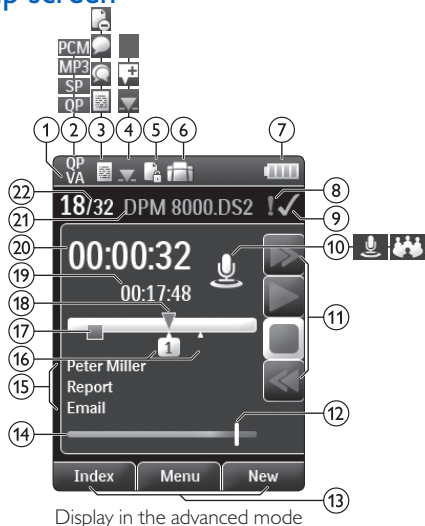 p screen
PCM
MP3
SP
QP
1 2 3 4 5 6 7
QP
VA
22 18/32 DPM 8000.DS2 !✓ 8
21 9
20 00:00:32 10
19 00:17:48
18
17 11
16 1
Peter Miller
15 Report
Email
12
14
Index Menu New
13
Display in the advanced mode